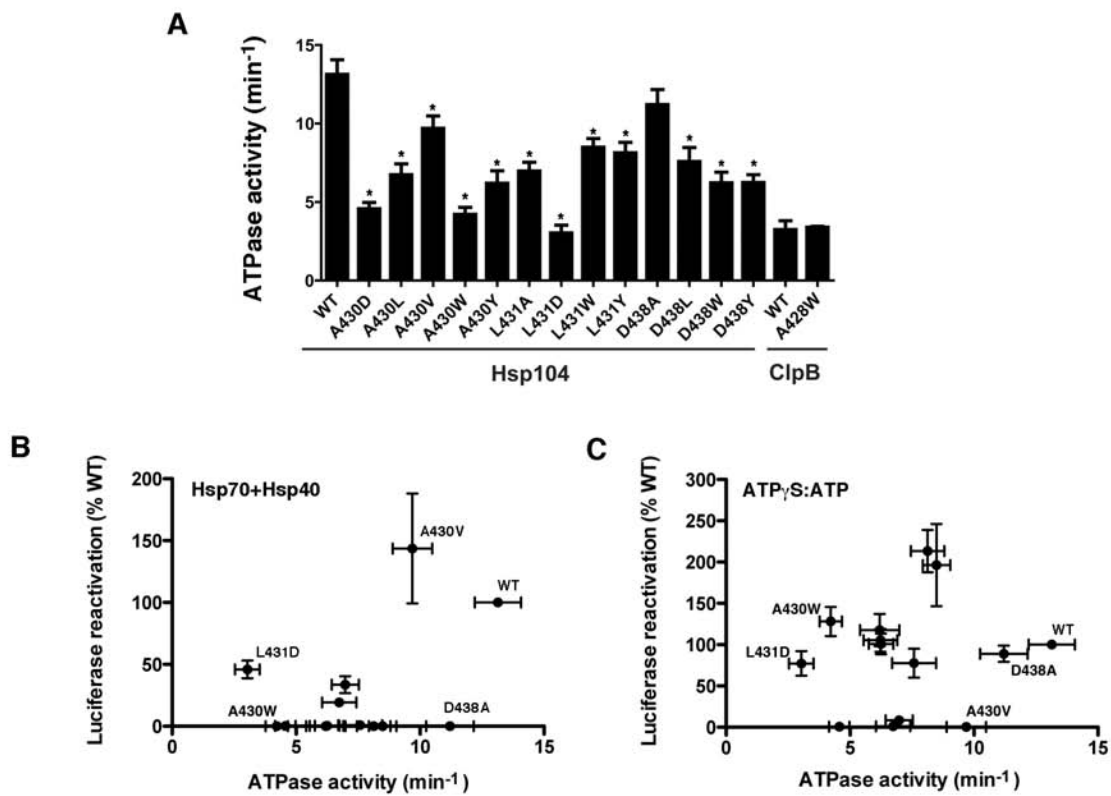 A
ATPase activity (min-1)
15
10
5
0
*
*
*
*
*
*
*
*
*
*
*
*
WT
A430D
A430L
A430V
A430W
A430Y
L431A
L431D
L431W
L431Y
D438A
D438L
D438W
D438Y
WT
A428W
Hsp104
ClpB
B
Luciferase reactivation (% WT)
200
150
100
50
0
Hsp70+Hsp40
A430V
WT
L431D
A430W
D438A
0
5
10
15
ATPase activity (min-1)
C
Luciferase reactivation (% WT)
300
250
200
150
100
50
0
ATPγS:ATP
A430W
WT
L431D
D438A
A430V
0
5
10
15
ATPase activity (min-1)